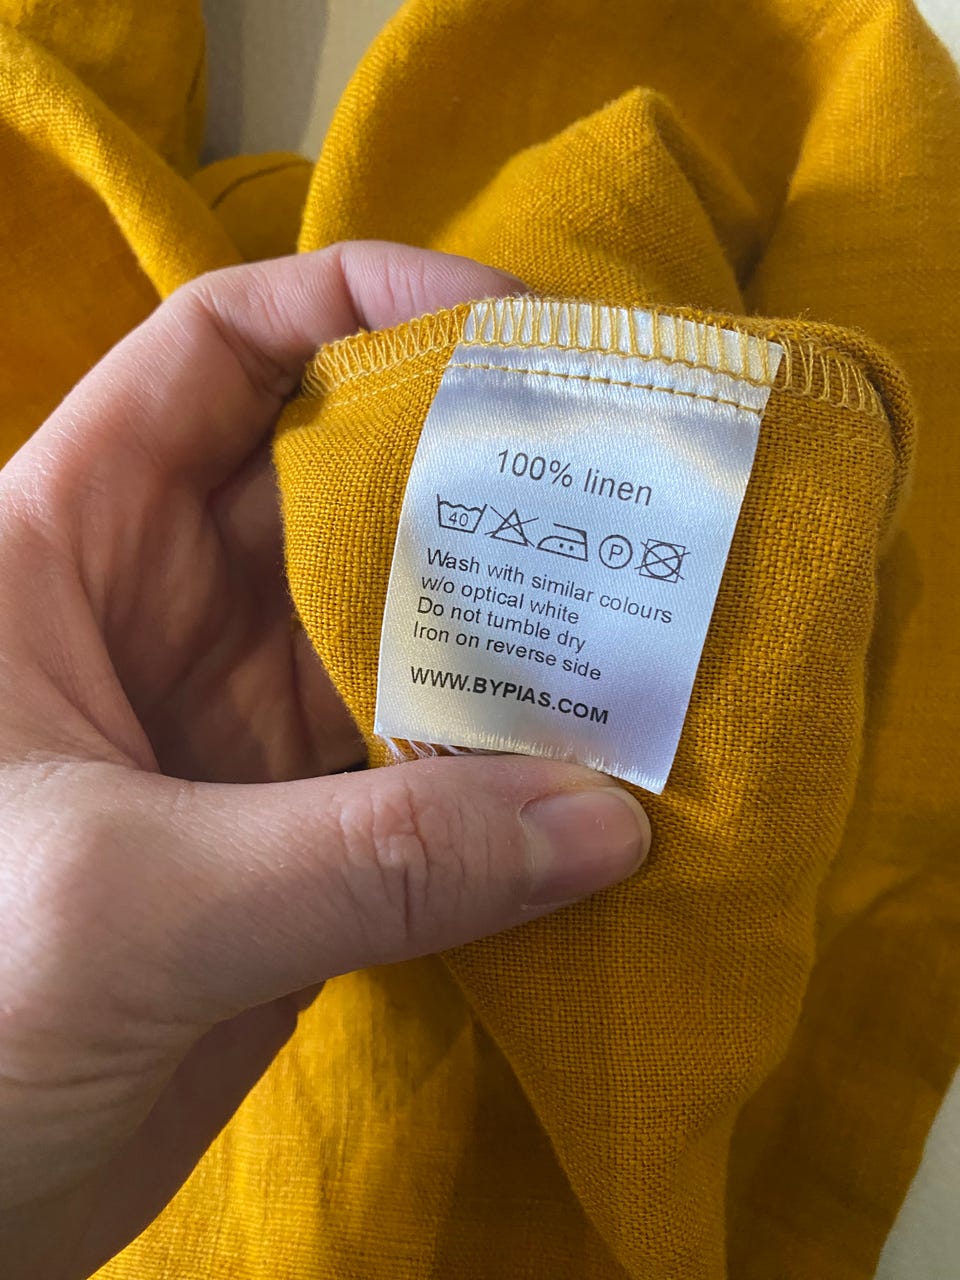 100% linen
40 P
Wash with similar colours
w/o optical white
Do not tumble dry
Iron on reverse side
WWW.BYPIAS.COM